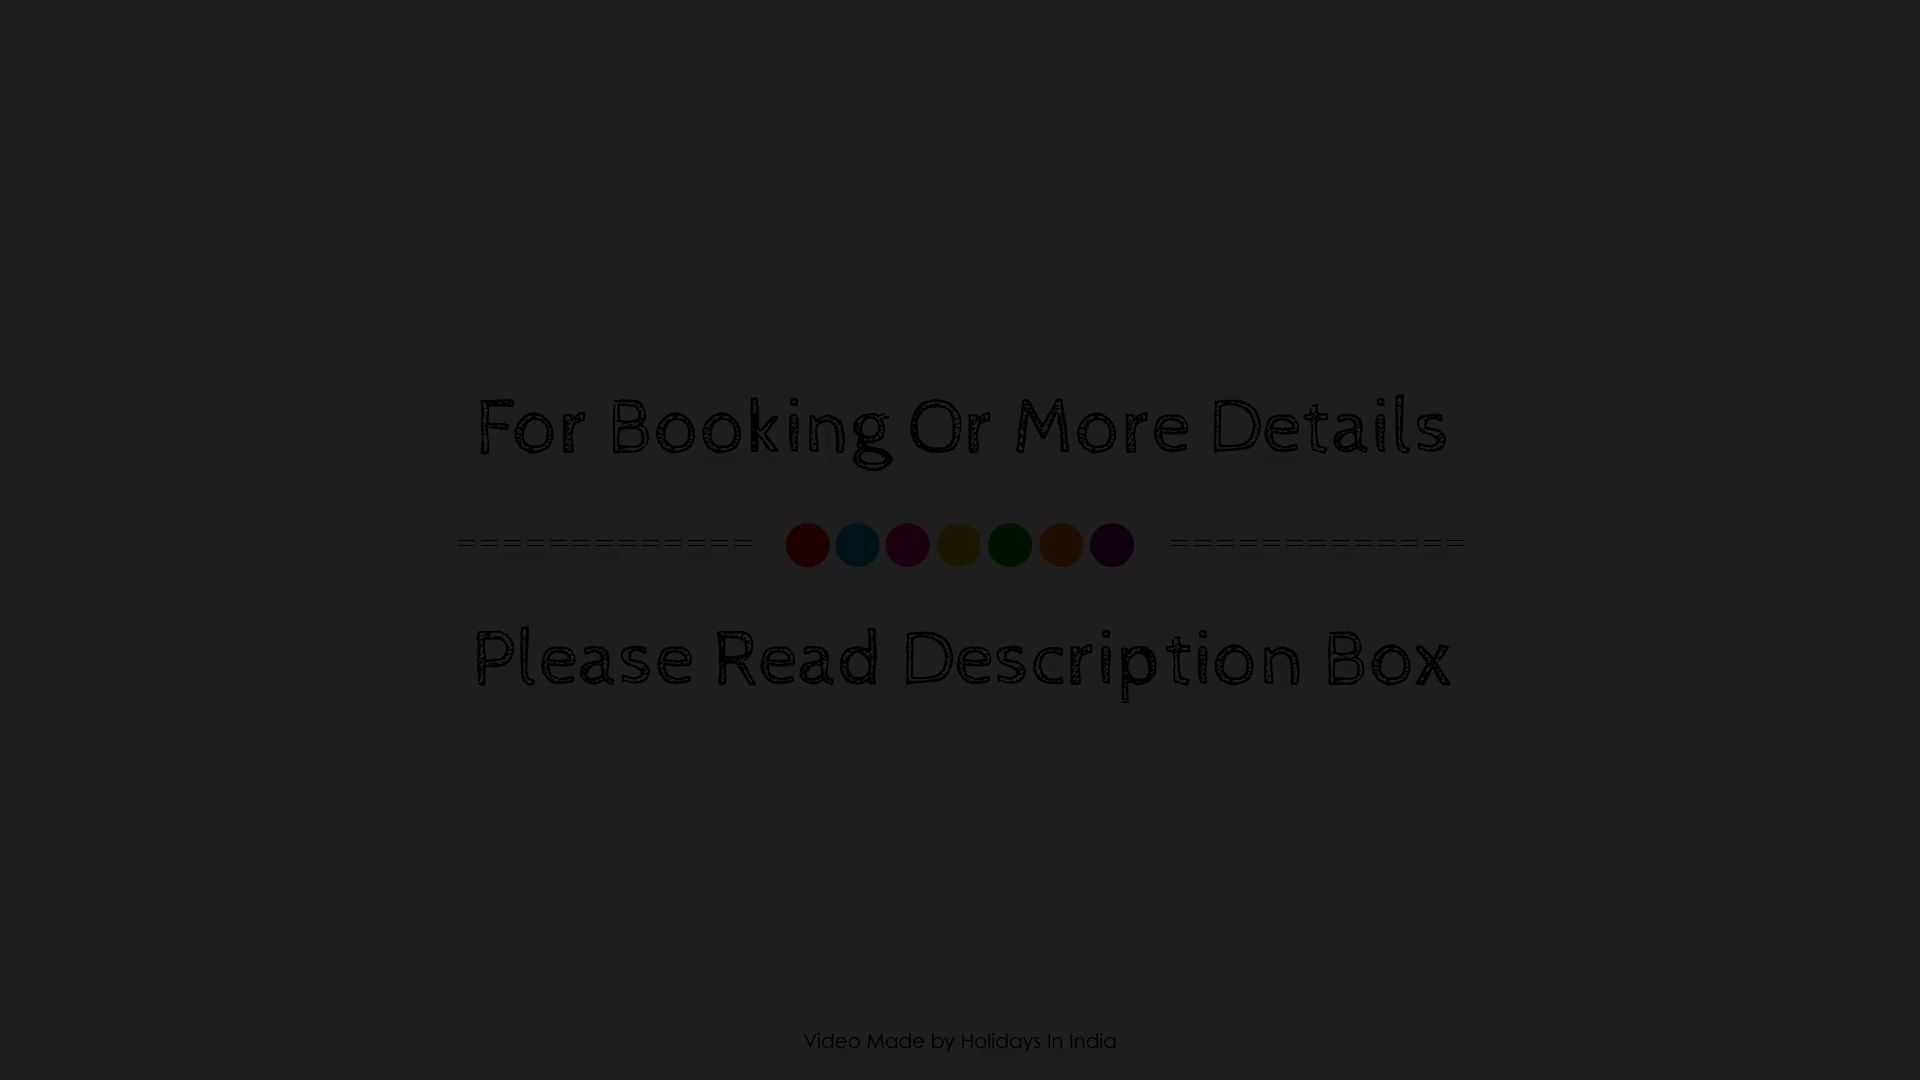 For Booking Or More Details
============= =============
Please Read Description Box
Video Made by Holidays In India